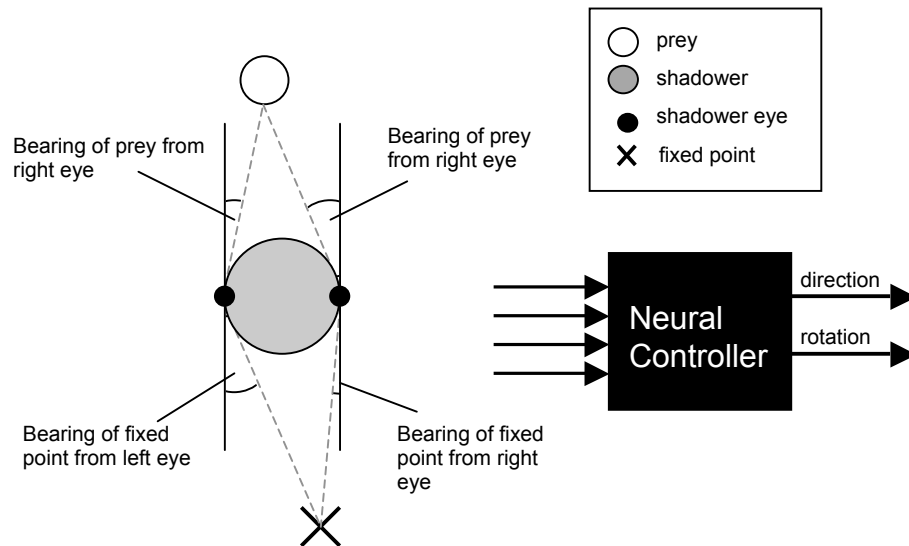 prey
shadower
shadower eye
fixed point
Bearing of prey from
right eye
Bearing of prey
from right eye
direction
Neural
Controller
rotation
Bearing of fixed
point from left eye
Bearing of fixed
point from right
eye